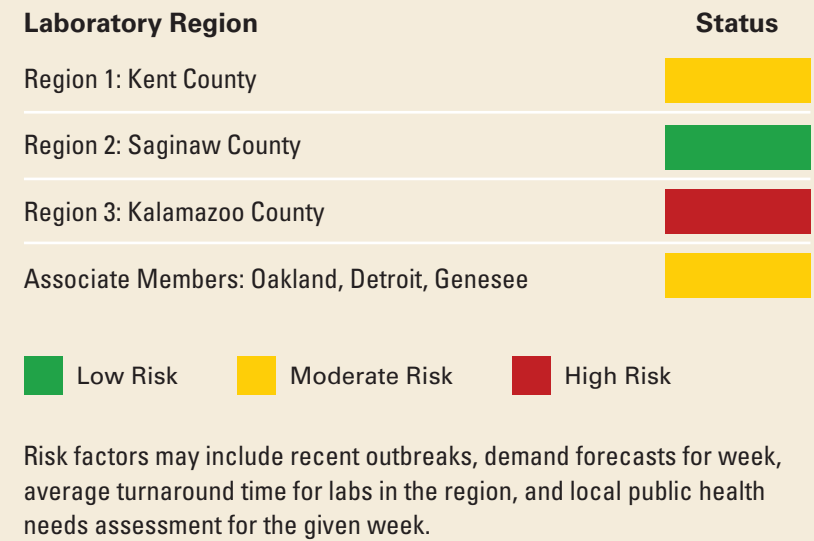 Laboratory Region Status
Region 1: Kent County
Region 2: Saginaw County
Region 3: Kalamazoo County
Associate Members: Oakland, Detroit, Genesee
Low Risk Moderate Risk High Risk
Risk factors may include recent outbreaks, demand forecasts for week,
average turnaround time for labs in the region, and local public health
needs assessment for the given week.